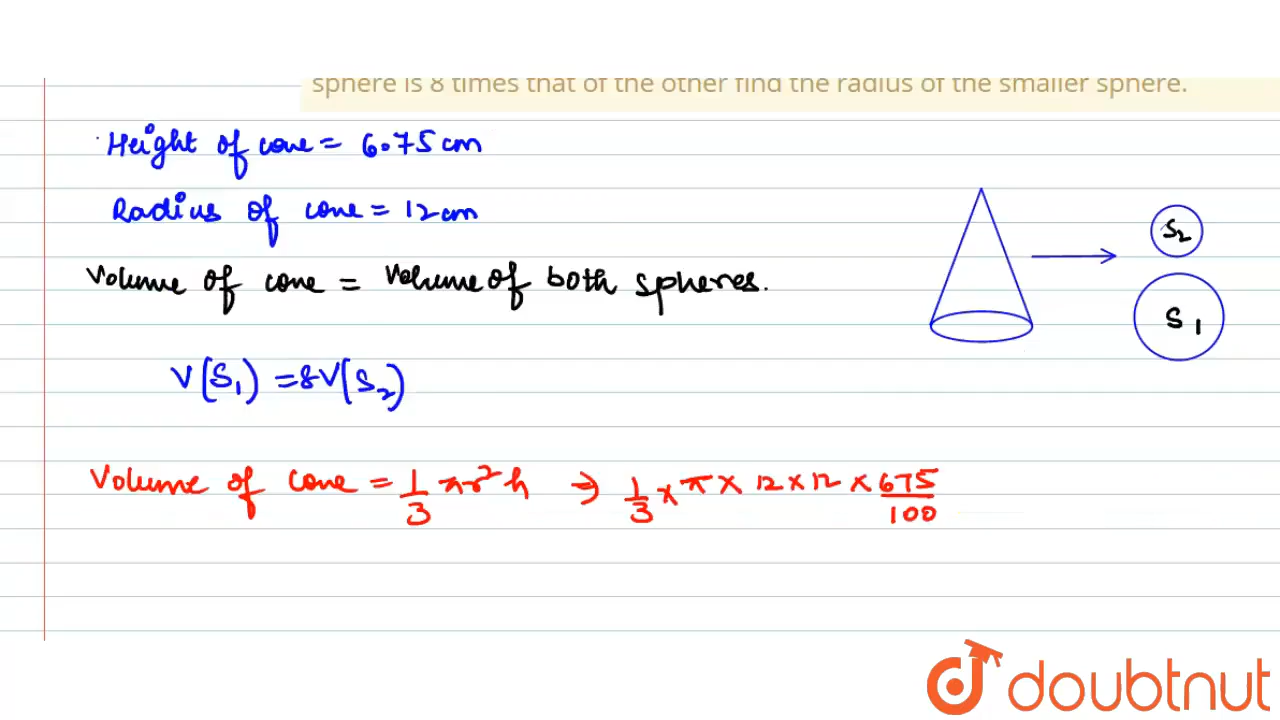 sphere is 8 times that of the other find the radius of the smaller sphere.
Height of cone = 6.75 cm
Radius of cone = 12 cm
Volume of cone = Volume of both spheres.
S2
S1
V(S1) = 8V(S2)
Volume of cone = 1/3 πr²h ⇒ 1/3 × π × 12 × 12 × 675/100
doubtnut